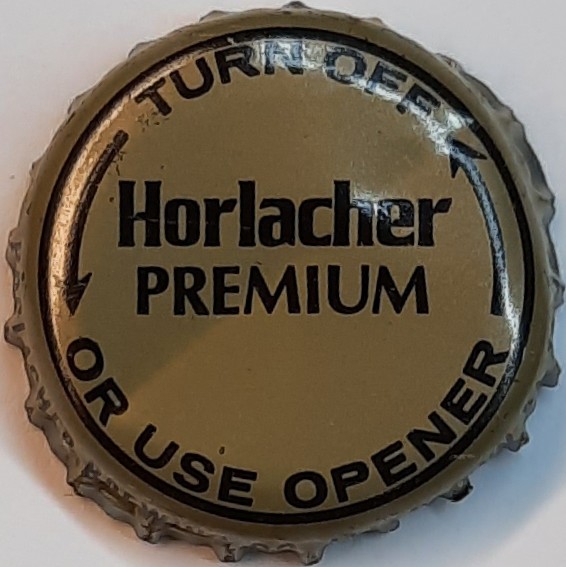 TURN OFF
Horlacher
PREMIUM
OR USE OPENER